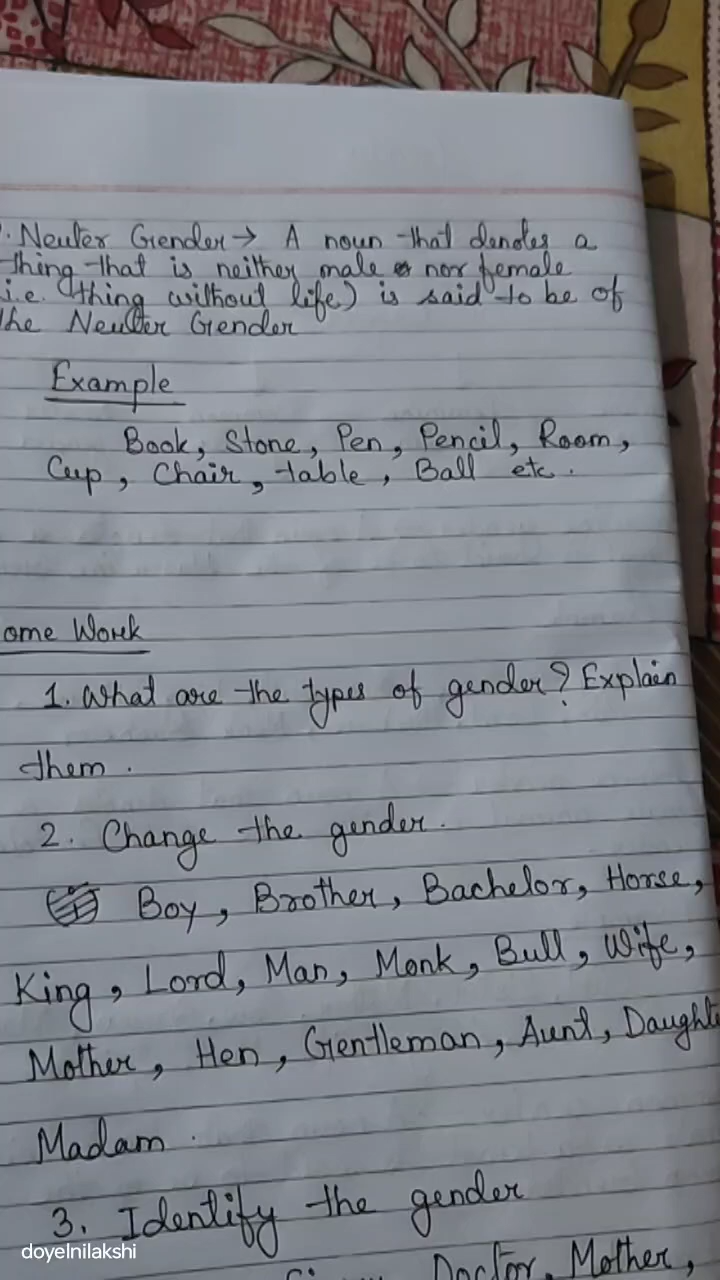 . Neuter Gender → A noun that denotes a
thing that is neither male nor female
i.e. thing without life) is said to be of
the Neuter Gender
Example
Book, Stone, Pen, Pencil, Room,
Cup, Chair, table, Ball etc.
ome Work
1. What are the types of gender? Explain
them.
2. Change the gender.
Boy, Brother, Bachelor, Horse,
King, Lord, Man, Monk, Bull, Wife,
Mother, Hen, Gentleman, Aunt, Daught
Madam.
3. Identify the gender
Doctor, Mother,
doyelnilakshi